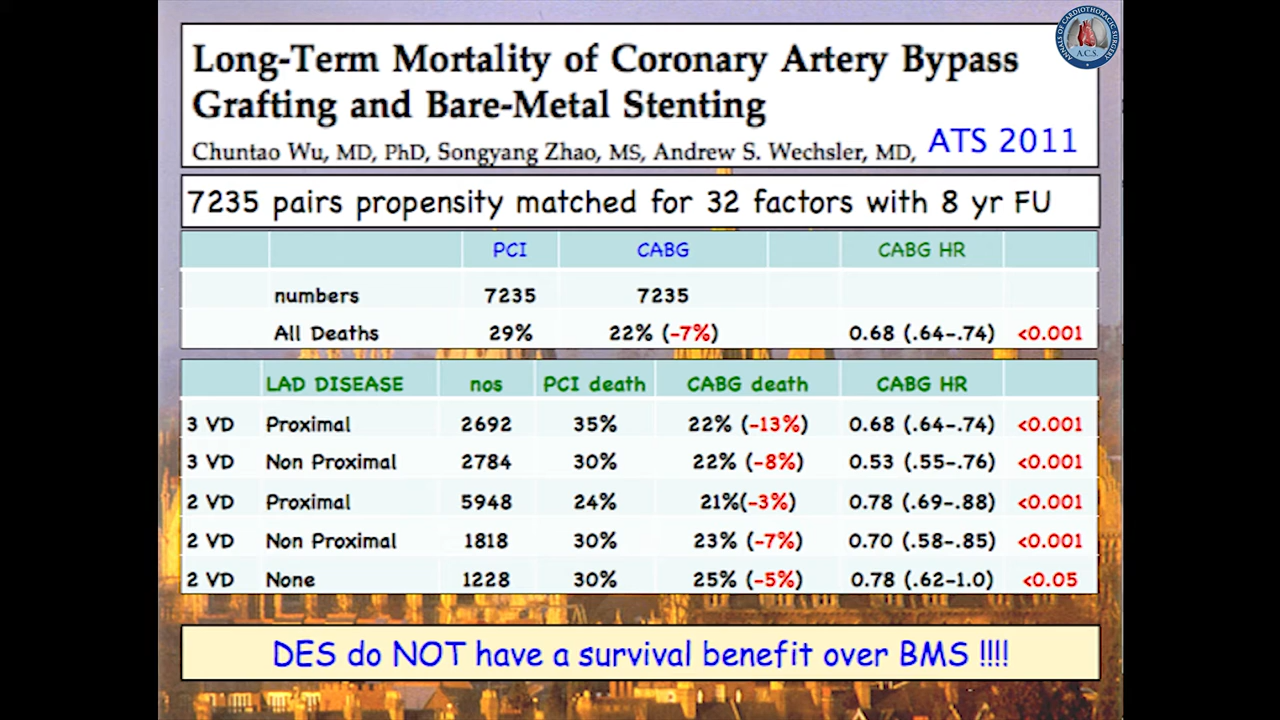 ANNALS OF CARDIOTHORACIC SURGERY
A.C.S.
Long-Term Mortality of Coronary Artery Bypass
Grafting and Bare-Metal Stenting
Chuntao Wu, MD, PhD, Songyang Zhao, MS, Andrew S. Wechsler, MD, ATS 2011
7235 pairs propensity matched for 32 factors with 8 yr FU
PCI CABG CABG HR
numbers 7235 7235
All Deaths 29% 22% (-7%) 0.68 (.64-.74) <0.001
LAD DISEASE nos PCI death CABG death CABG HR
3 VD Proximal 2692 35% 22% (-13%) 0.68 (.64-.74) <0.001
3 VD Non Proximal 2784 30% 22% (-8%) 0.53 (.55-.76) <0.001
2 VD Proximal 5948 24% 21%(-3%) 0.78 (.69-.88) <0.001
2 VD Non Proximal 1818 30% 23% (-7%) 0.70 (.58-.85) <0.001
2 VD None 1228 30% 25% (-5%) 0.78 (.62-1.0) <0.05
DES do NOT have a survival benefit over BMS !!!!